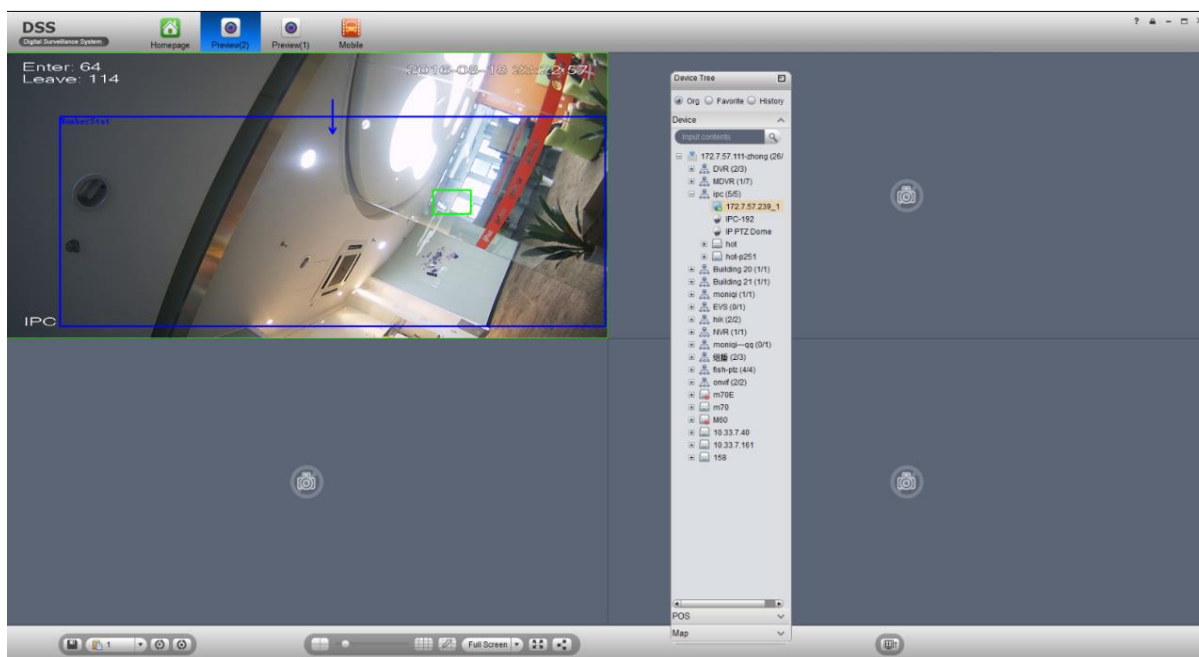 DSS
Digital Surveillance System
Homepage
Preview(2)
Preview(1)
Mobile
Enter: 64
Leave: 114
NumberStat
IPC
Device Tree
Org Favorite History
Device
Input contents
172.7.57.111-zhong (26/
DVR (2/3)
MDVR (1/7)
ipc (5/5)
172.7.57.239_1
IPC-192
IP PTZ Dome
hot
hot-p251
Building 20 (1/1)
Building 21 (1/1)
moniqi (1/1)
EVS (0/1)
hik (2/2)
NVR (1/1)
moniqi---qq (0/1)
(2/3)
fish-ptz (4/4)
onvif (2/2)
m70E
m70
M60
10.33.7.40
10.33.7.161
158
POS
Map
1
Full Screen